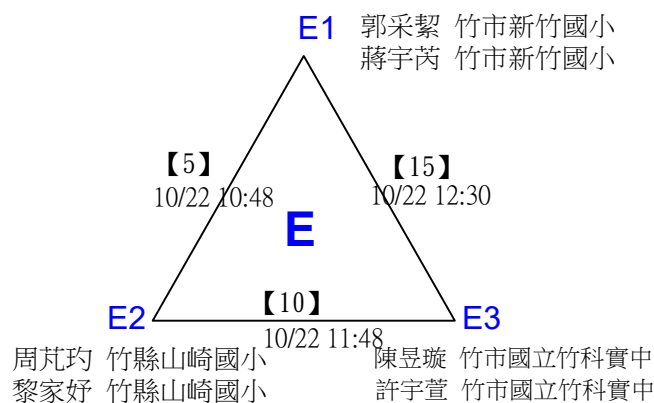 E1
郭采絜 竹市新竹國小
蔣宇芮 竹市新竹國小
【5】
10/22 10:48
【15】
10/22 12:30
E
E2
【10】
10/22 11:48
E3
周芃玓 竹縣山崎國小
黎家妤 竹縣山崎國小
陳昱璇 竹市國立竹科實中
許宇萱 竹市國立竹科實中